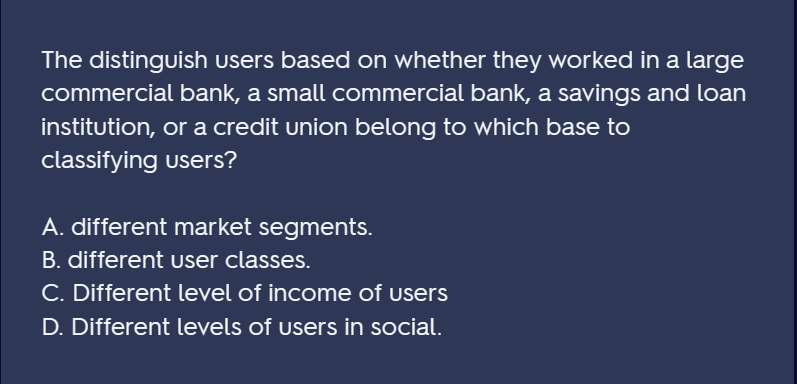 The distinguish users based on whether they worked in a large
commercial bank, a small commercial bank, a savings and loan
institution, or a credit union belong to which base to
classifying users?
A. different market segments.
B. different user classes.
C. Different level of income of users
D. Different levels of users in social.